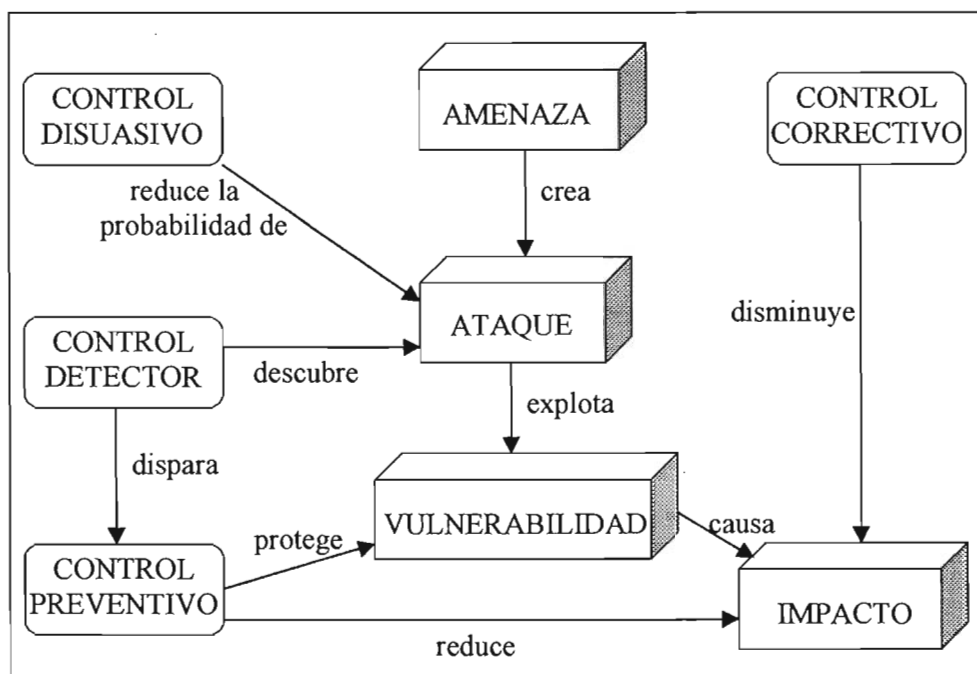 CONTROL
DISUASIVO
AMENAZA
CONTROL
CORRECTIVO
reduce la
probabilidad de
crea
CONTROL
DETECTOR
descubre
ATAQUE
disminuye
explota
dispara
VULNERABILIDAD
causa
protege
CONTROL
PREVENTIVO
IMPACTO
reduce